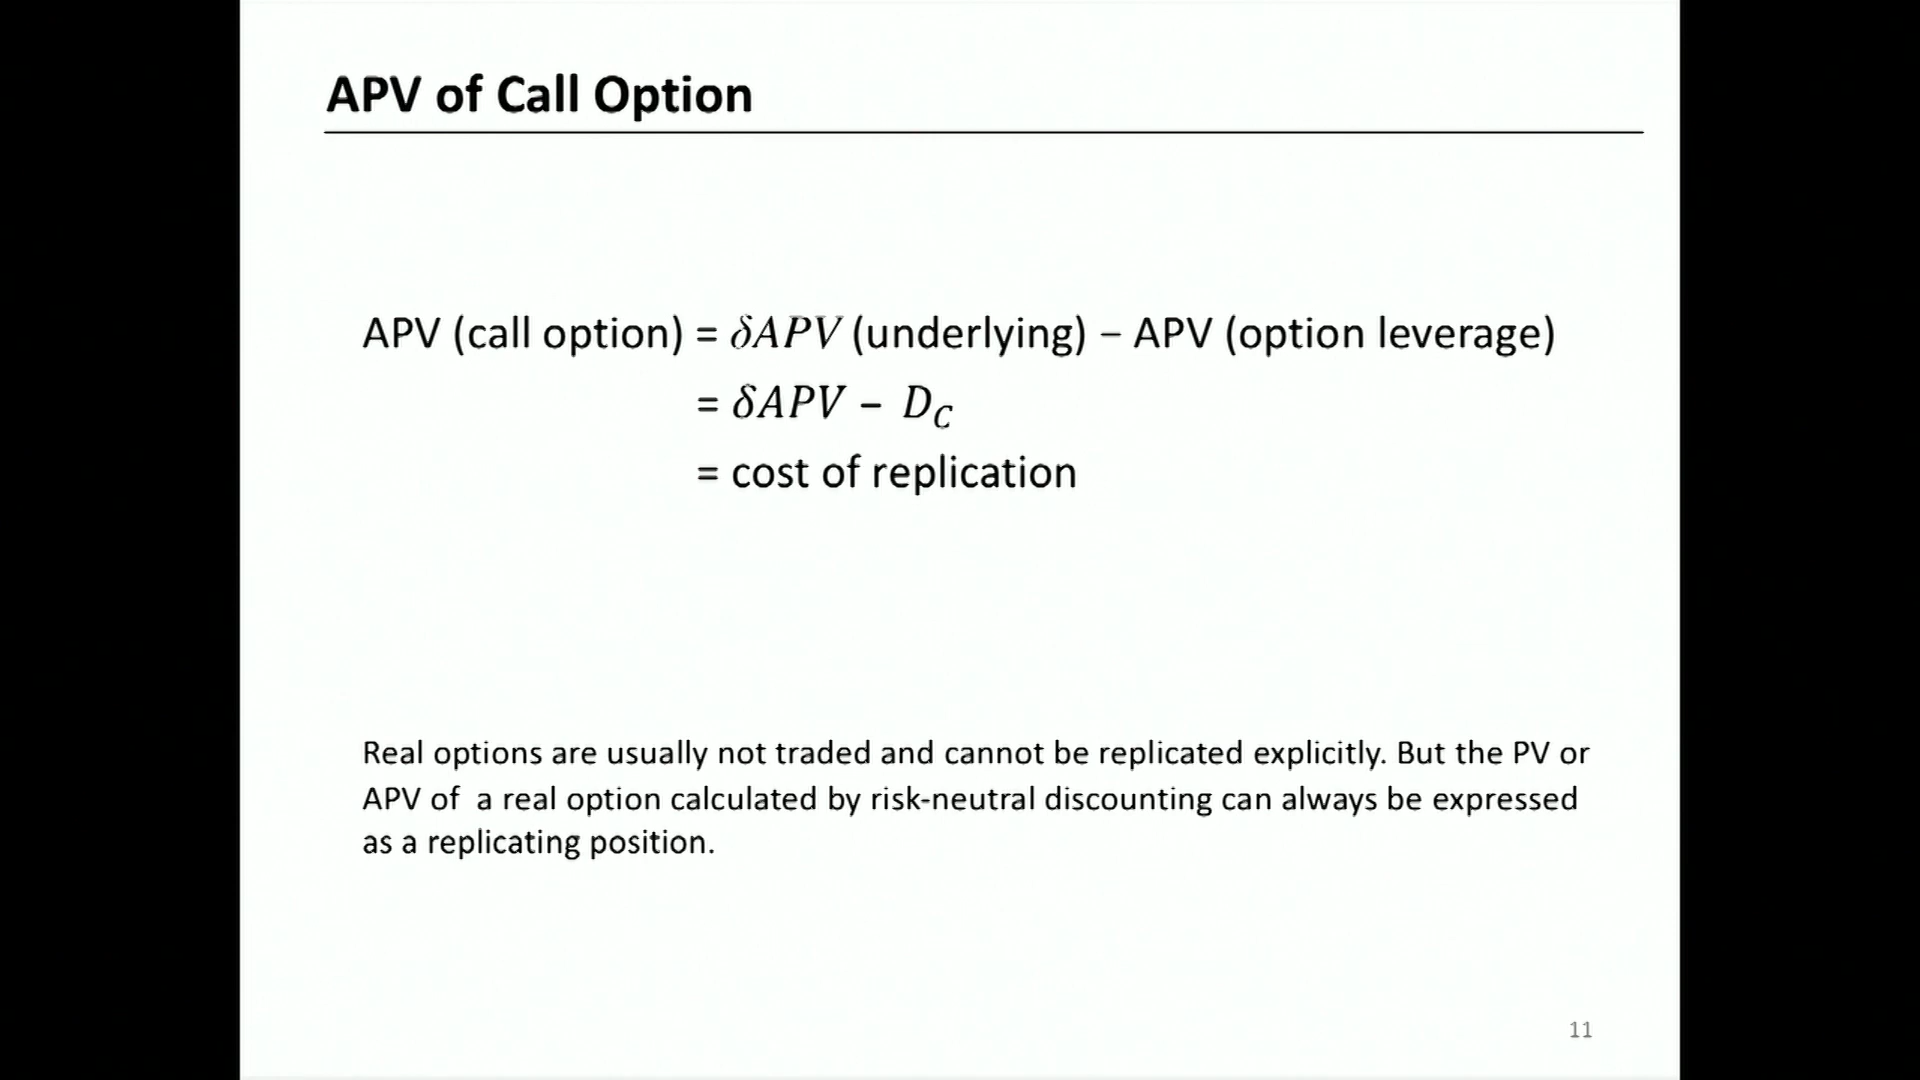 APV of Call Option
APV (call option) = δAPV (underlying) – APV (option leverage)
= δAPV – D_C
= cost of replication
Real options are usually not traded and cannot be replicated explicitly. But the PV or
APV of a real option calculated by risk-neutral discounting can always be expressed
as a replicating position.
11